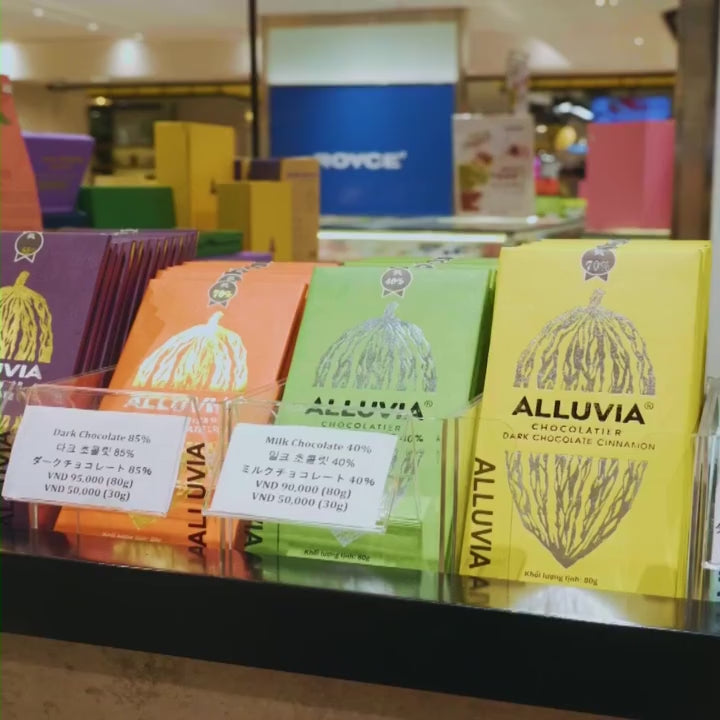 ROYCE'
70%
ALLUVIA
40%
ALLUVIA®
CHOCOLATIER
40%
70%
ALLUVIA®
CHOCOLATIER
DARK CHOCOLATE CINNAMON
Dark Chocolate 85%
다크 초콜릿 85%
ダークチョコレート 85%
VND 95,000 (80g)
VND 50,000 (30g)
Milk Chocolate 40%
밀크 초콜릿 40%
ミルクチョコレート 40%
VND 90,000 (80g)
VND 50,000 (30g)
ALLUVIA
ALLUVIA
Khối lượng tịnh: 80g
Khối lượng tịnh: 80g